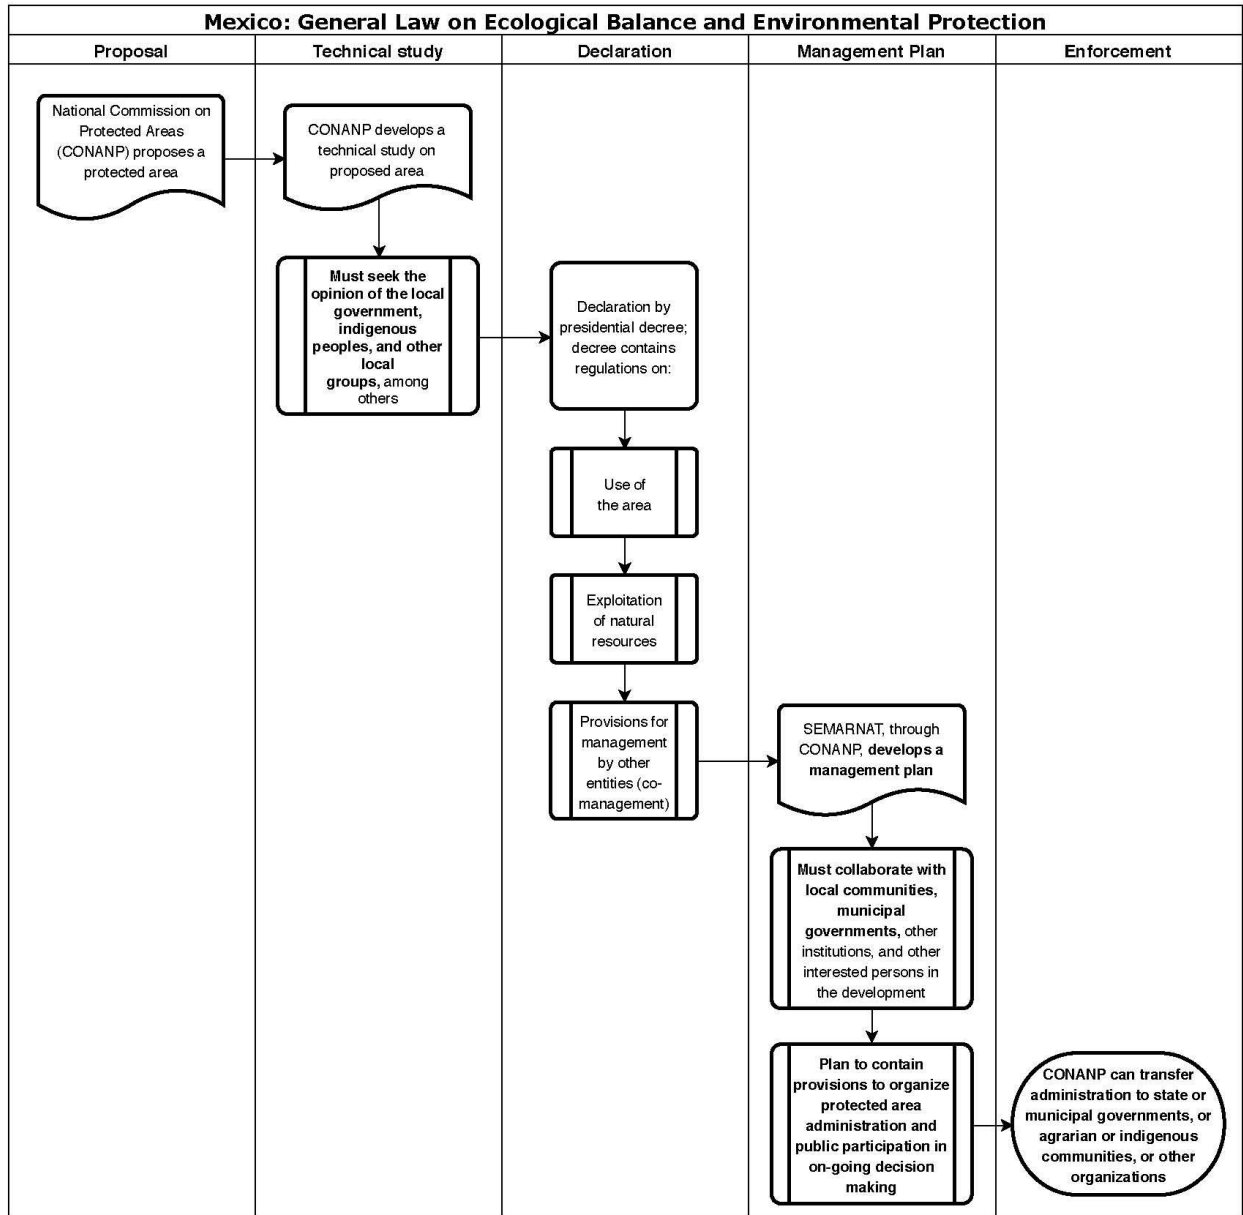 Mexico: General Law on Ecological Balance and Environmental Protection
Proposal
Technical study
Declaration
Management Plan
Enforcement
National Commission on
Protected Areas
(CONANP) proposes a
protected area
CONANP develops a
technical study on
proposed area
Must seek the
opinion of the local
government,
indigenous
peoples, and other
local
groups, among
others
Declaration by
presidential decree;
decree contains
regulations on:
Use of
the area
Exploitation
of natural
resources
Provisions for
management
by other
entities (co-
management)
SEMARNAT, through
CONANP, develops a
management plan
Must collaborate with
local communities,
municipal
governments, other
institutions, and other
interested persons in
the development
Plan to contain
provisions to organize
protected area
administration and
public participation in
on-going decision
making
CONANP can transfer
administration to state or
municipal governments, or
agrarian or indigenous
communities, or other
organizations